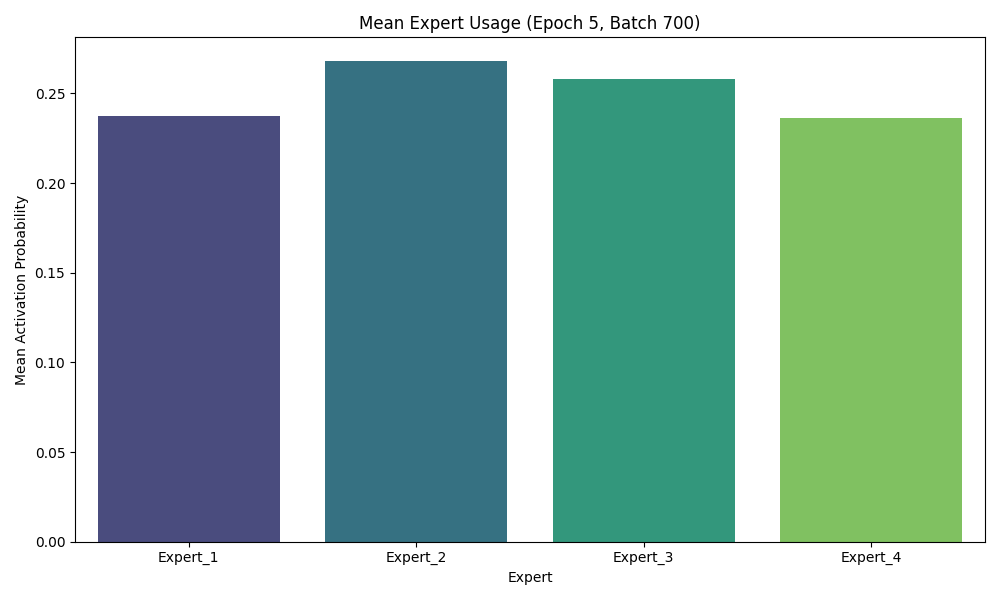 Mean Expert Usage (Epoch 5, Batch 700)
Mean Activation Probability
0.25
0.20
0.15
0.10
0.05
0.00
Expert_1 Expert_2 Expert_3 Expert_4
Expert